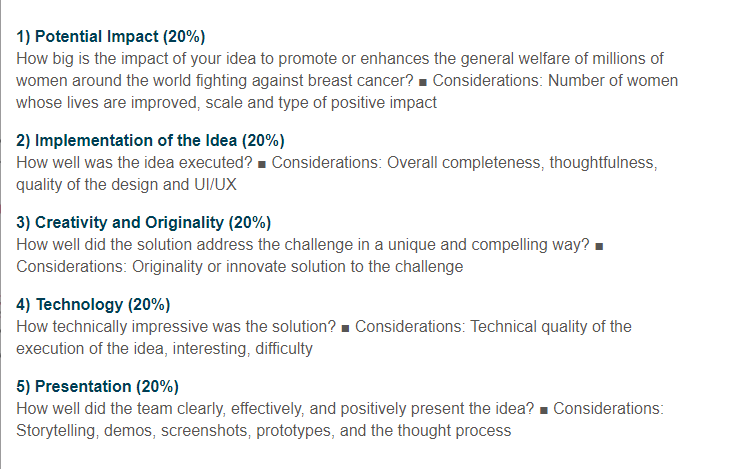 1) Potential Impact (20%)
How big is the impact of your idea to promote or enhances the general welfare of millions of
women around the world fighting against breast cancer? ■ Considerations: Number of women
whose lives are improved, scale and type of positive impact
2) Implementation of the Idea (20%)
How well was the idea executed? ■ Considerations: Overall completeness, thoughtfulness,
quality of the design and UI/UX
3) Creativity and Originality (20%)
How well did the solution address the challenge in a unique and compelling way? ■
Considerations: Originality or innovate solution to the challenge
4) Technology (20%)
How technically impressive was the solution? ■ Considerations: Technical quality of the
execution of the idea, interesting, difficulty
5) Presentation (20%)
How well did the team clearly, effectively, and positively present the idea? ■ Considerations:
Storytelling, demos, screenshots, prototypes, and the thought process